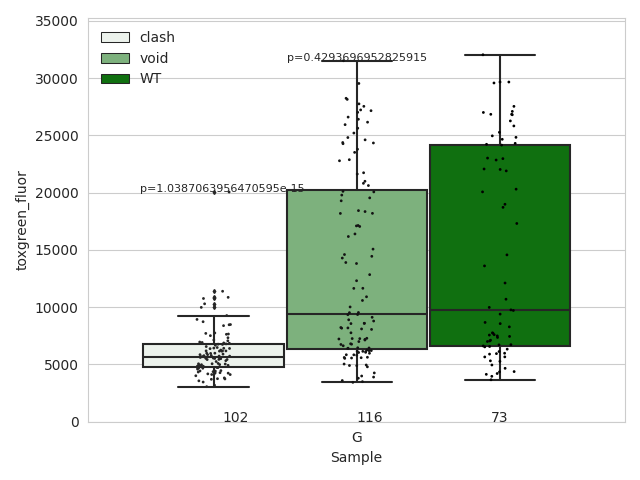 35000
clash
void
WT
p=0.4293696952825915
30000
25000
20000
p=1.0387063956470595e-15
15000
10000
5000
0
toxgreen_fluor
102
116
73
G
Sample